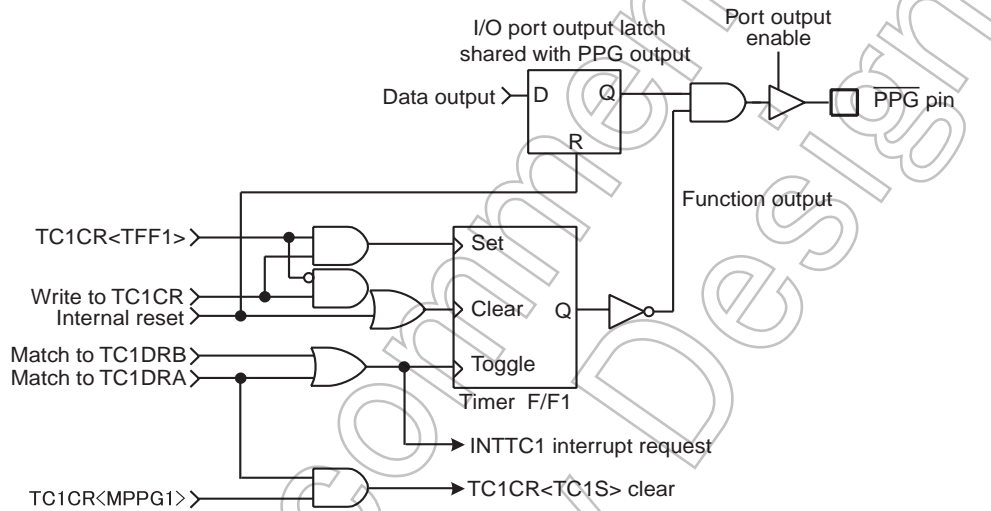 I/O port output latch
shared with PPG output
Port output
enable
Data output
D
Q
R
PPG pin
Function output
TC1CR<TFF1>
Set
Write to TC1CR
Internal reset
Clear
Q
Match to TC1DRB
Match to TC1DRA
Toggle
Timer F/F1
INTTC1 interrupt request
TC1CR<MPPG1>
TC1CR<TC1S> clear